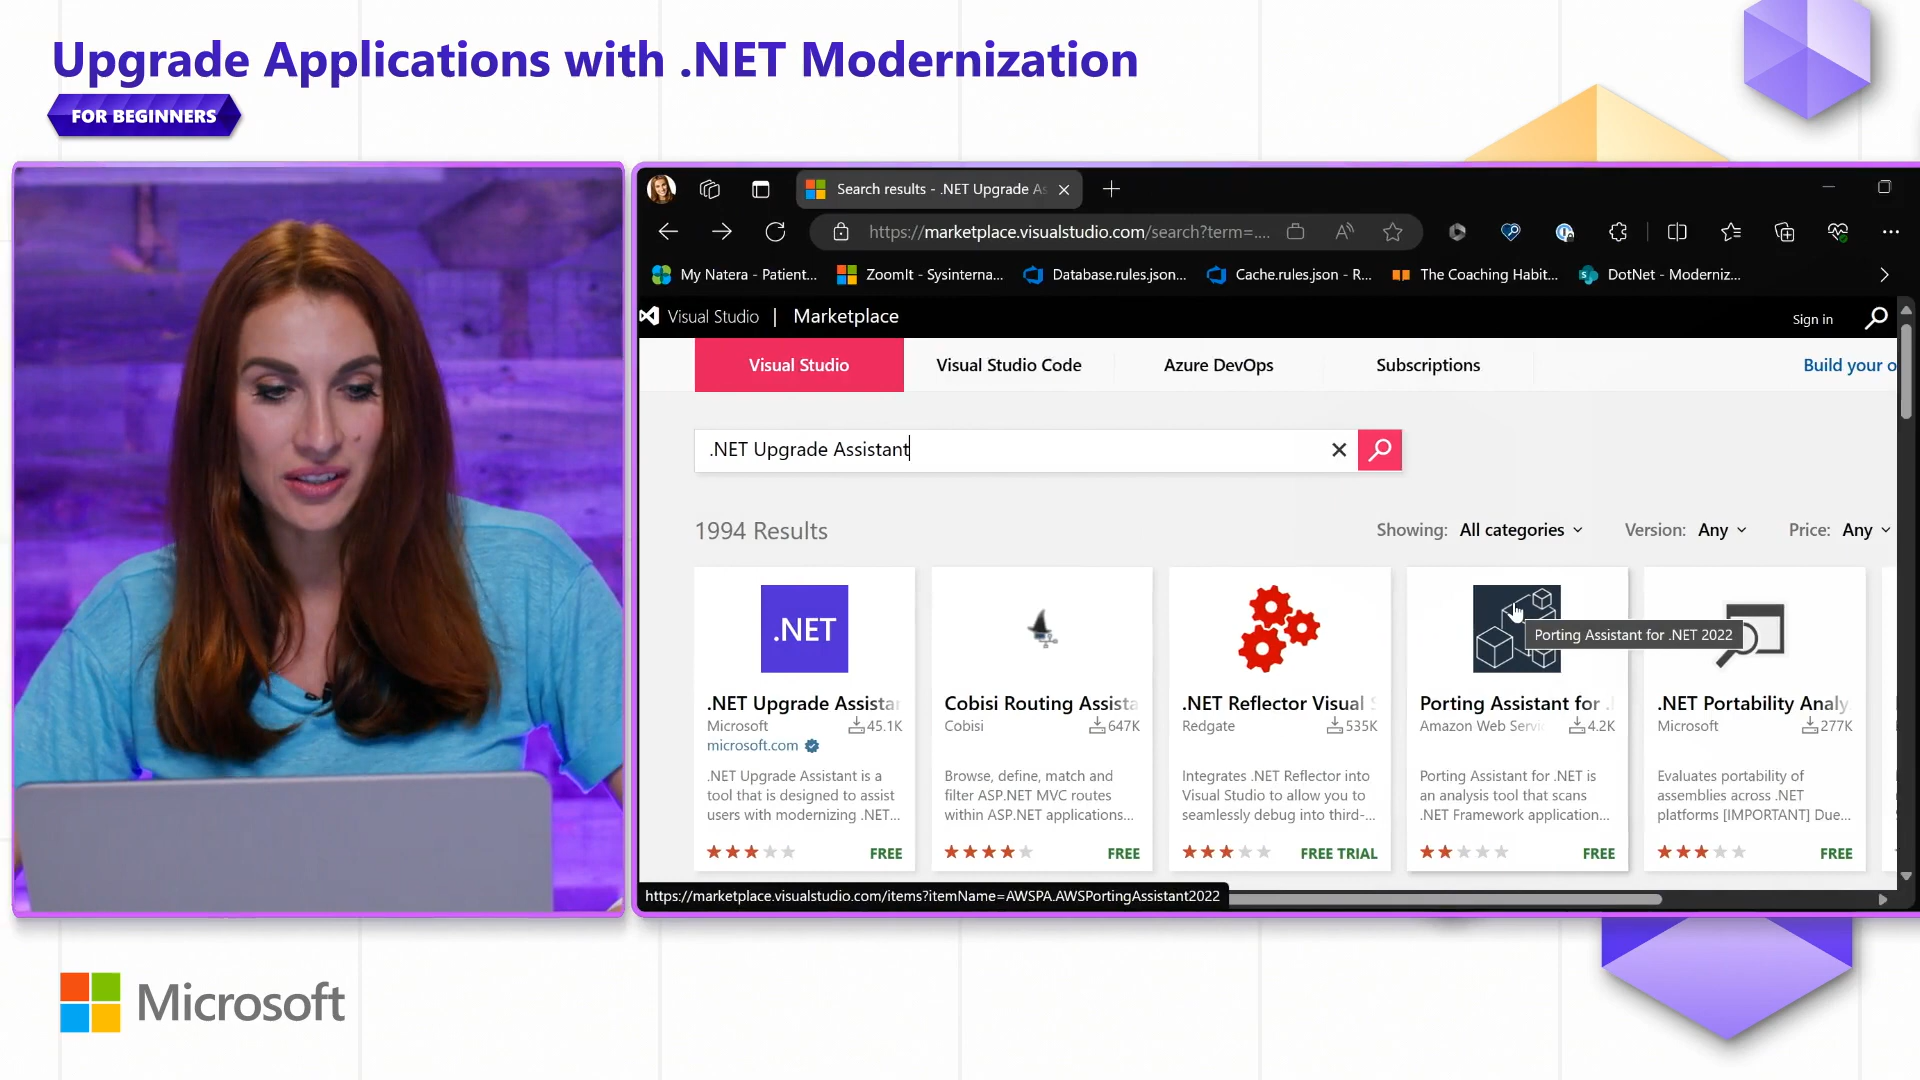 Upgrade Applications with .NET Modernization
FOR BEGINNERS
Search results - .NET Upgrade As
https://marketplace.visualstudio.com/search?term=....
My Natera - Patient...
ZoomIt - Sysinterna...
Database.rules.json...
Cache.rules.json - R...
The Coaching Habit...
DotNet - Moderniz...
Visual Studio | Marketplace
Sign in
Visual Studio
Visual Studio Code
Azure DevOps
Subscriptions
Build your o
.NET Upgrade Assistant
1994 Results
Showing: All categories
Version: Any
Price: Any
.NET
.NET Upgrade Assistar
Microsoft
45.1K
microsoft.com
.NET Upgrade Assistant is a
tool that is designed to assist
users with modernizing .NET...
FREE
Cobisi Routing Assista
Cobisi
647K
Browse, define, match and
filter ASP.NET MVC routes
within ASP.NET applications...
FREE
.NET Reflector Visual S
Redgate
535K
Integrates .NET Reflector into
Visual Studio to allow you to
seamlessly debug into third-...
FREE TRIAL
Porting Assistant for .NET 2022
Porting Assistant for .
Amazon Web Servi
4.2K
Porting Assistant for .NET is
an analysis tool that scans
.NET Framework application...
FREE
.NET Portability Analy
Microsoft
277K
Evaluates portability of
assemblies across .NET
platforms [IMPORTANT] Due...
FREE
https://marketplace.visualstudio.com/items?itemName=AWSPA.AWSPortingAssistant2022
Microsoft